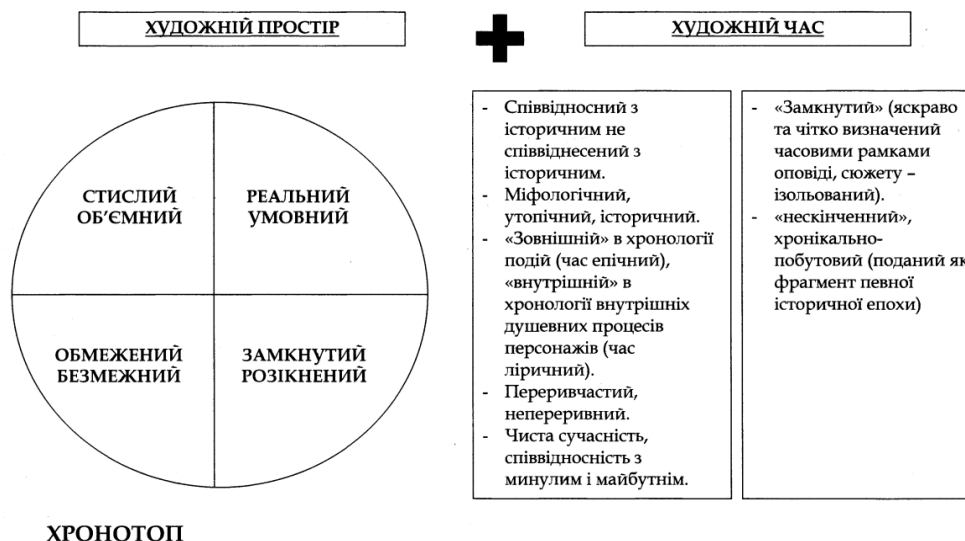 ХУДОЖНІЙ ПРОСТІР
ХУДОЖНІЙ ЧАС
СТИСЛИЙ
ОБ’ЄМНИЙ
РЕАЛЬНИЙ
УМОВНИЙ
ОБМЕЖЕНИЙ
БЕЗМЕЖНИЙ
ЗАМКНУТИЙ
РОЗІКНЕНИЙ
- Співвідносний з
історичним не
співвіднесений з
історичним.
- Міфологічний,
утопічний, історичний.
- «Зовнішній» в хронології
подій (час епічний),
«внутрішній» в
хронології внутрішніх
душевних процесів
персонажів (час
ліричний).
- Переривчастий,
непереривний.
- Чиста сучасність,
співвідносність з
минулим і майбутнім.
- «Замкнутий» (яскраво
та чітко визначений
часовими рамками
оповіді, сюжету –
ізольований).
- «нескінченний»,
хронікально-
побутовий (поданий як
фрагмент певної
історичної епохи)
ХРОНОТОП